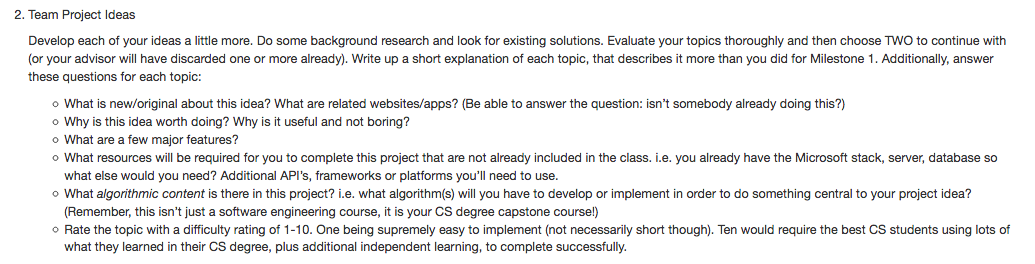 2. Team Project Ideas
Develop each of your ideas a little more. Do some background research and look for existing solutions. Evaluate your topics thoroughly and then choose TWO to continue with
(or your advisor will have discarded one or more already). Write up a short explanation of each topic, that describes it more than you did for Milestone 1. Additionally, answer
these questions for each topic:
○ What is new/original about this idea? What are related websites/apps? (Be able to answer the question: isn't somebody already doing this?)
○ Why is this idea worth doing? Why is it useful and not boring?
○ What are a few major features?
○ What resources will be required for you to complete this project that are not already included in the class. i.e. you already have the Microsoft stack, server, database so
what else would you need? Additional API's, frameworks or platforms you'll need to use.
○ What algorithmic content is there in this project? i.e. what algorithm(s) will you have to develop or implement in order to do something central to your project idea?
(Remember, this isn't just a software engineering course, it is your CS degree capstone course!)
○ Rate the topic with a difficulty rating of 1-10. One being supremely easy to implement (not necessarily short though). Ten would require the best CS students using lots of
what they learned in their CS degree, plus additional independent learning, to complete successfully.